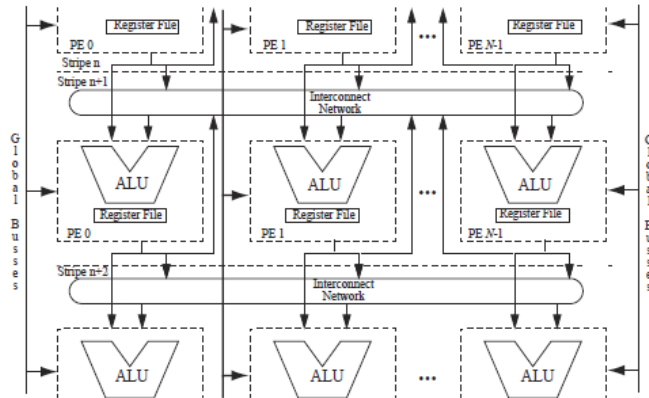 Register File Register File Register File
PE 0 PE 1 ... PE N-1
Stripe n
Stripe n+1
Interconnect
Network
Global Busses
ALU ALU ... ALU
Register File Register File Register File
PE 0 PE 1 PE N-1
Stripe n+2
Interconnect
Network
ALU ALU ... ALU